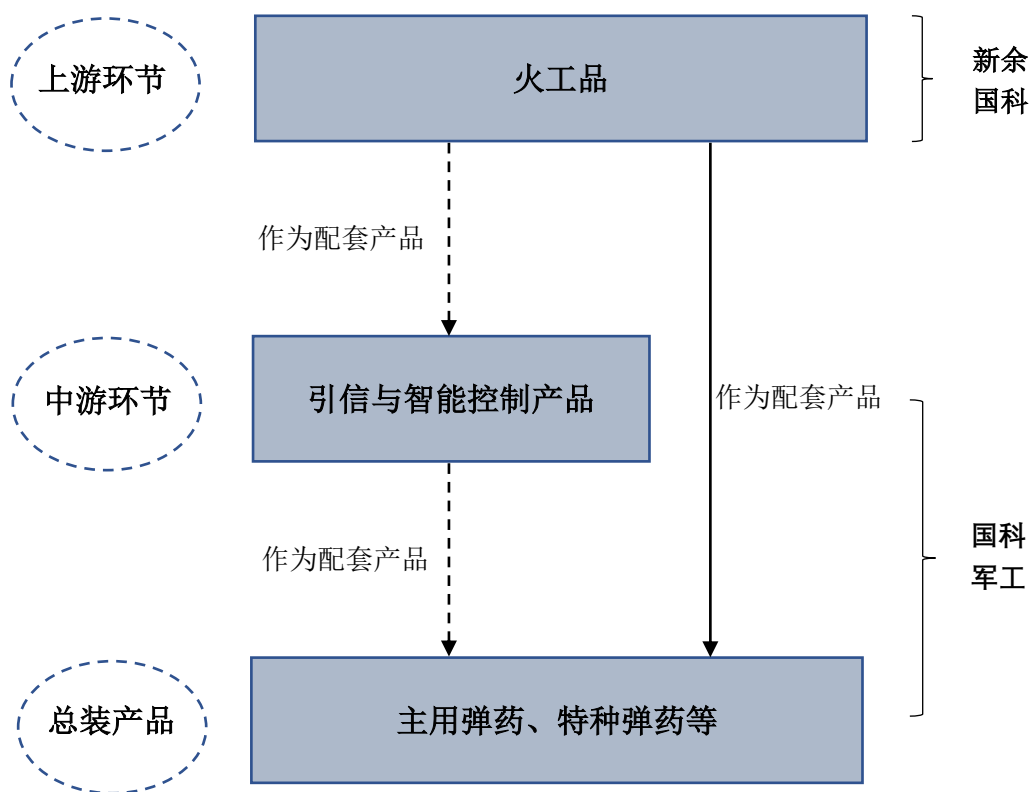 上游环节
火工品
新余
国科
作为配套产品
中游环节
引信与智能控制产品
作为配套产品
作为配套产品
国科
军工
总装产品
主用弹药、特种弹药等